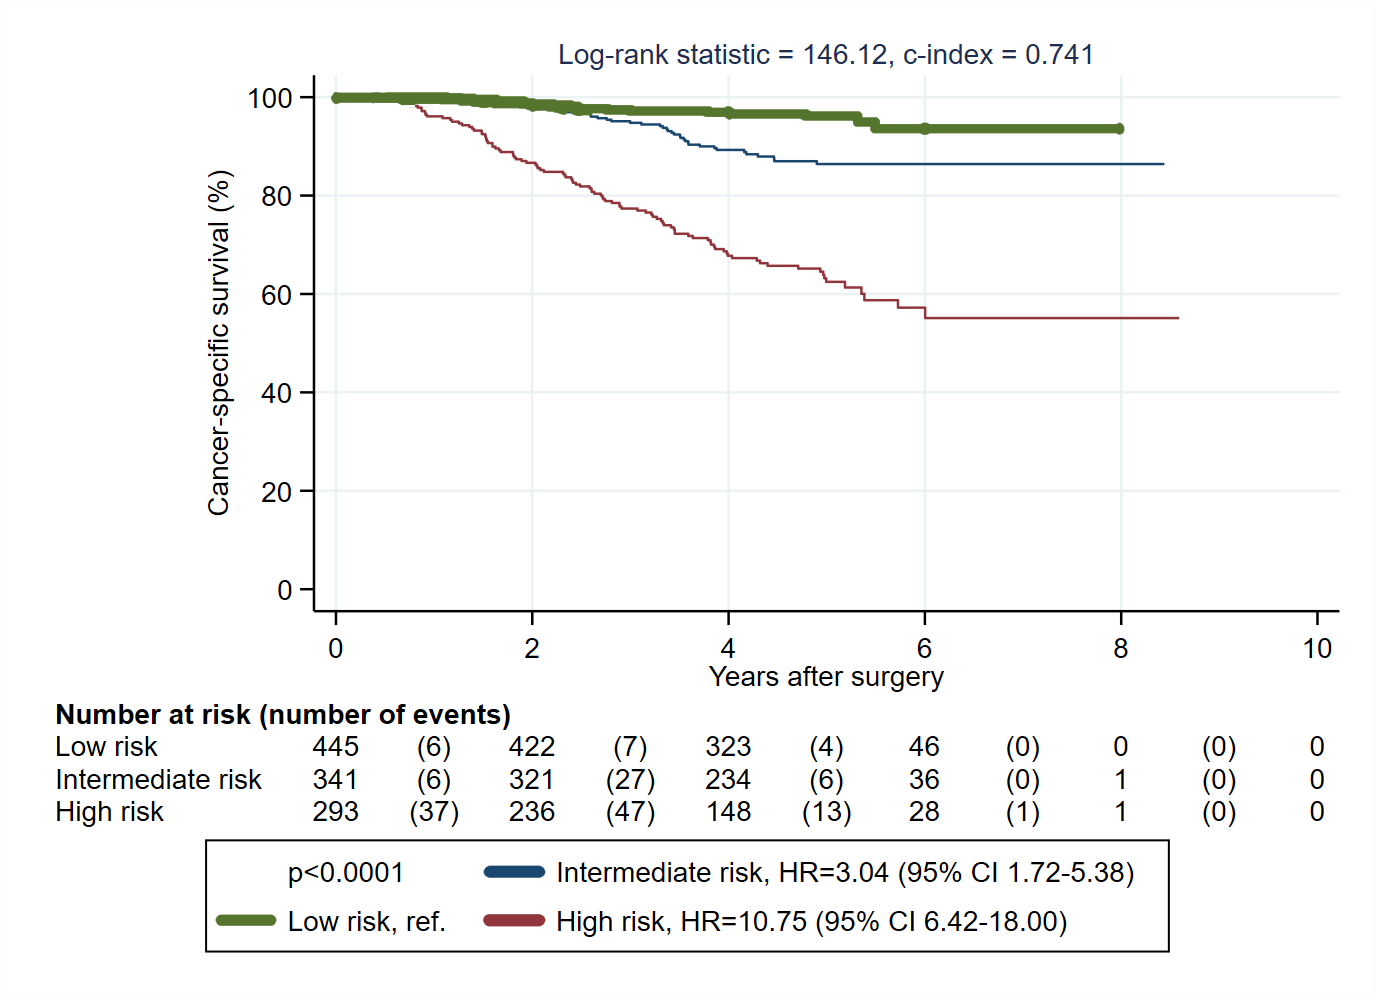 Log-rank statistic = 146.12, c-index = 0.741
Cancer-specific survival (%)
100
80
60
40
20
0
0 2 4 6 8 10
Years after surgery
Number at risk (number of events)
Low risk 445 (6) 422 (7) 323 (4) 46 (0) 0 (0) 0
Intermediate risk 341 (6) 321 (27) 234 (6) 36 (0) 1 (0) 0
High risk 293 (37) 236 (47) 148 (13) 28 (1) 1 (0) 0
p<0.0001 Intermediate risk, HR=3.04 (95% CI 1.72-5.38)
Low risk, ref. High risk, HR=10.75 (95% CI 6.42-18.00)